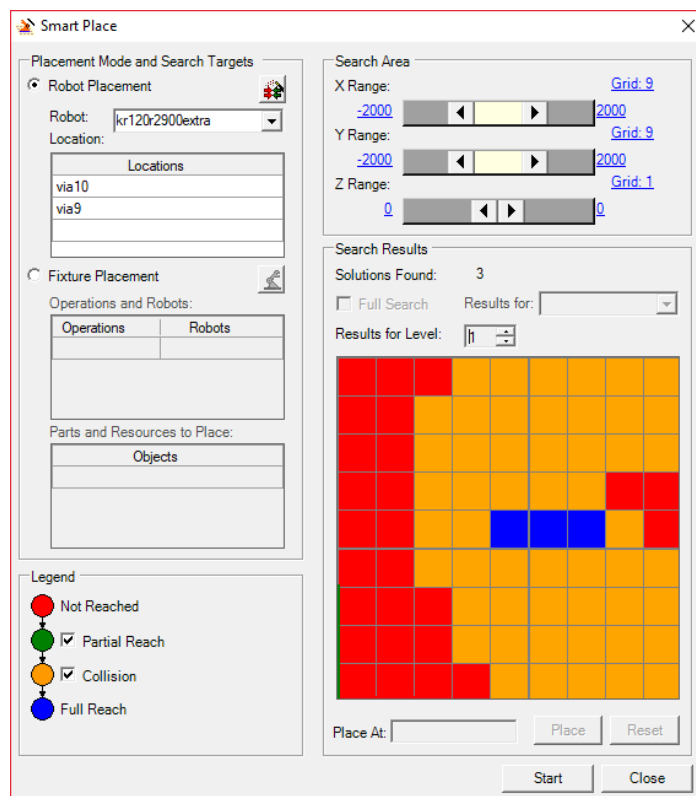 Smart Place
Placement Mode and Search Targets
Robot Placement
Robot: kr120r2900extra
Location:
Locations
via10
via9
Fixture Placement
Operations and Robots:
Operations Robots
Parts and Resources to Place:
Objects
Legend
Not Reached
Partial Reach
Collision
Full Reach
Search Area
X Range: Grid: 9
-2000 2000
Y Range: Grid: 9
-2000 2000
Z Range: Grid: 1
0 0
Search Results
Solutions Found: 3
Full Search Results for:
Results for Level: 1
Place At: Place Reset
Start Close